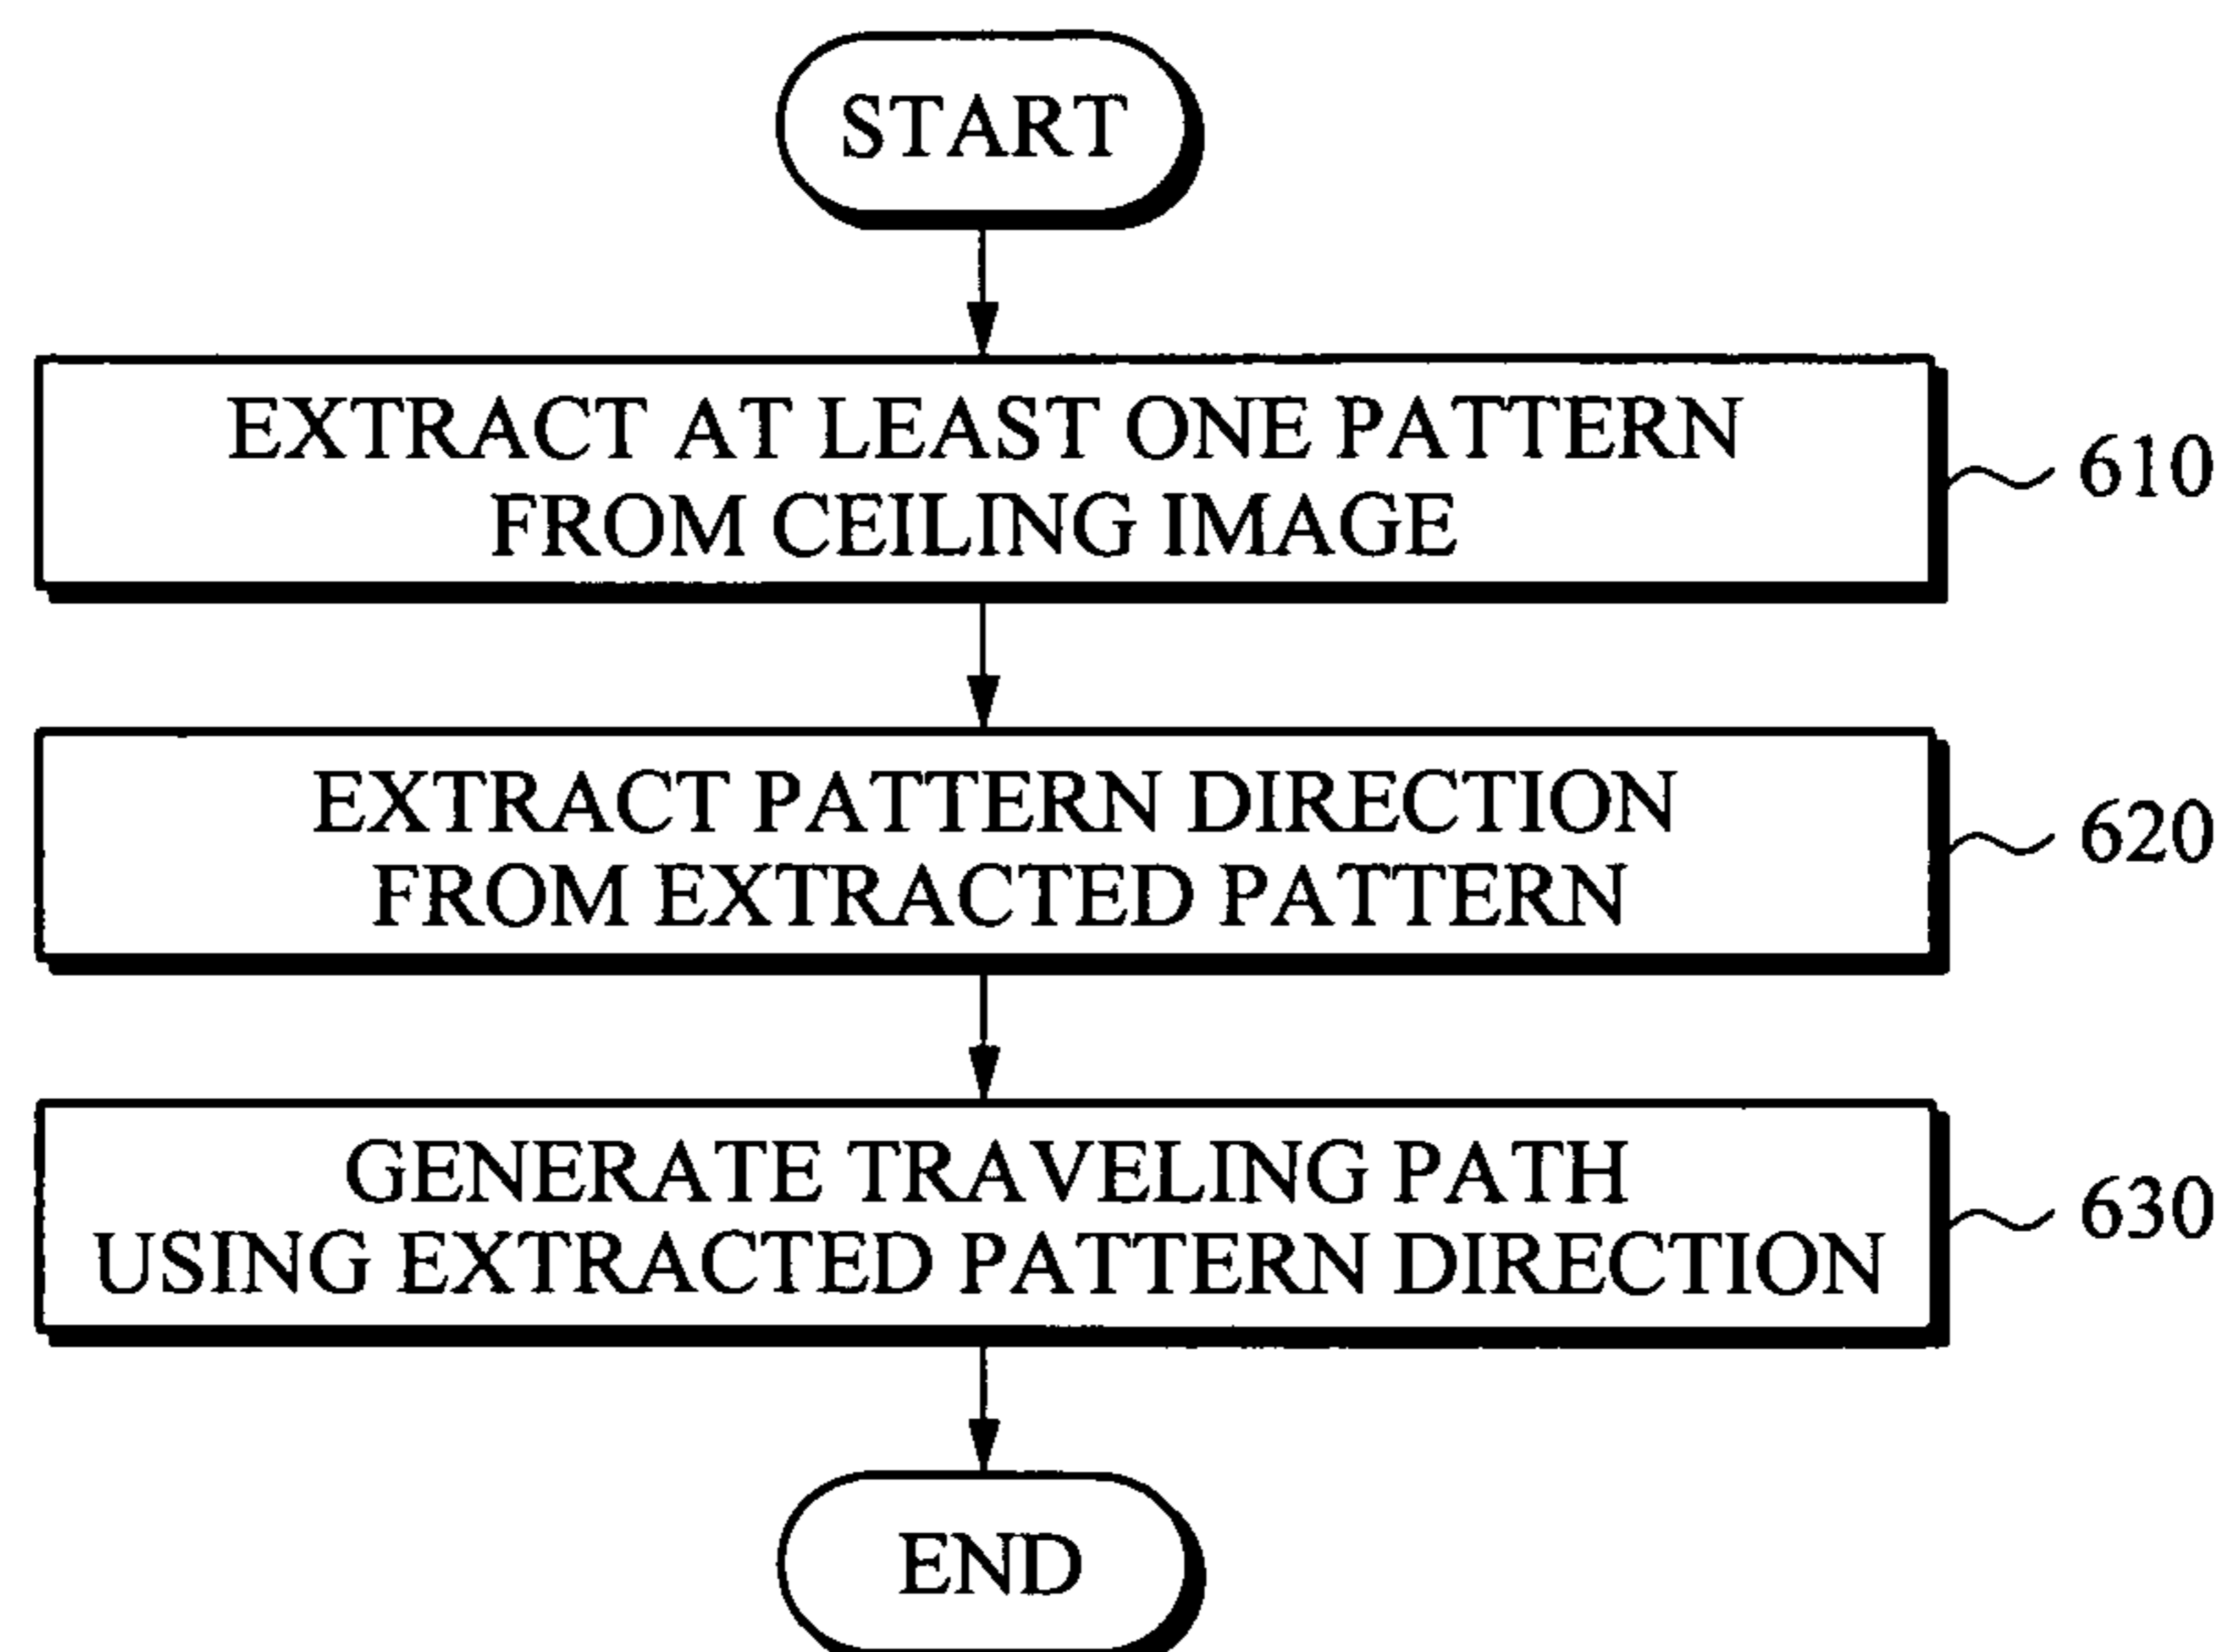 START
EXTRACT AT LEAST ONE PATTERN
FROM CEILING IMAGE
610
EXTRACT PATTERN DIRECTION
FROM EXTRACTED PATTERN
620
GENERATE TRAVELING PATH
USING EXTRACTED PATTERN DIRECTION
630
END